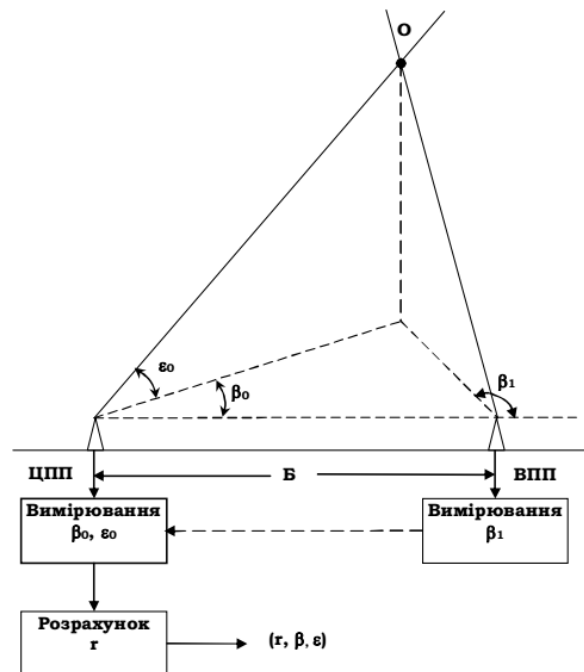 О
ε₀
β₀
β₁
ЦПП
Б
ВПП
Вимірювання
β₀, ε₀
Вимірювання
β₁
Розрахунок
r
(r, β, ε)